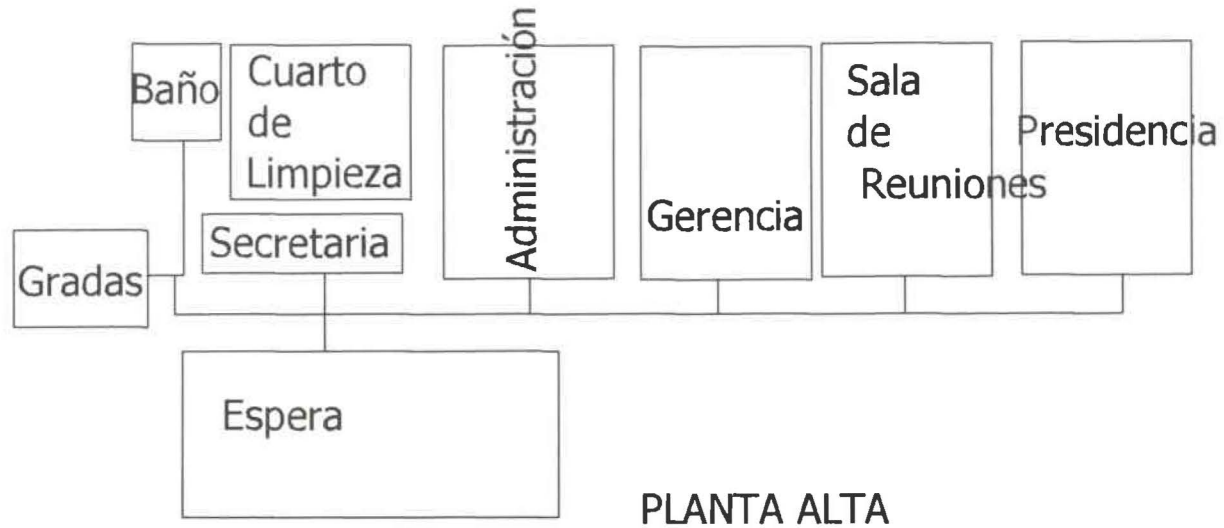 Baño
Cuarto
de
Limpieza
Administración
Gerencia
Sala
de
Reuniones
Presidencia
Secretaria
Gradas
Espera
PLANTA ALTA